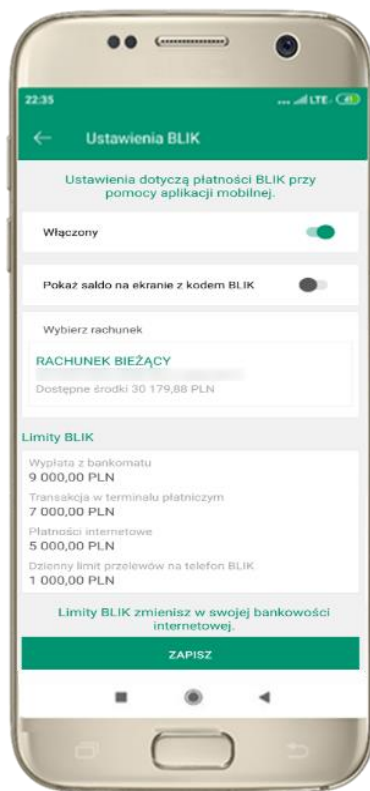 22:35
... LTE
Ustawienia BLIK
Ustawienia dotyczą płatności BLIK przy
pomocy aplikacji mobilnej.
Włączony
Pokaż saldo na ekranie z kodem BLIK
Wybierz rachunek
RACHUNEK BIEŻĄCY
Dostępne środki 30 179,88 PLN
Limity BLIK
Wypłata z bankomatu
9 000,00 PLN
Transakcja w terminalu płatniczym
7 000,00 PLN
Płatności internetowe
5 000,00 PLN
Dzienny limit przelewów na telefon BLIK
1 000,00 PLN
Limity BLIK zmienisz w swojej bankowości
internetowej.
ZAPISZ